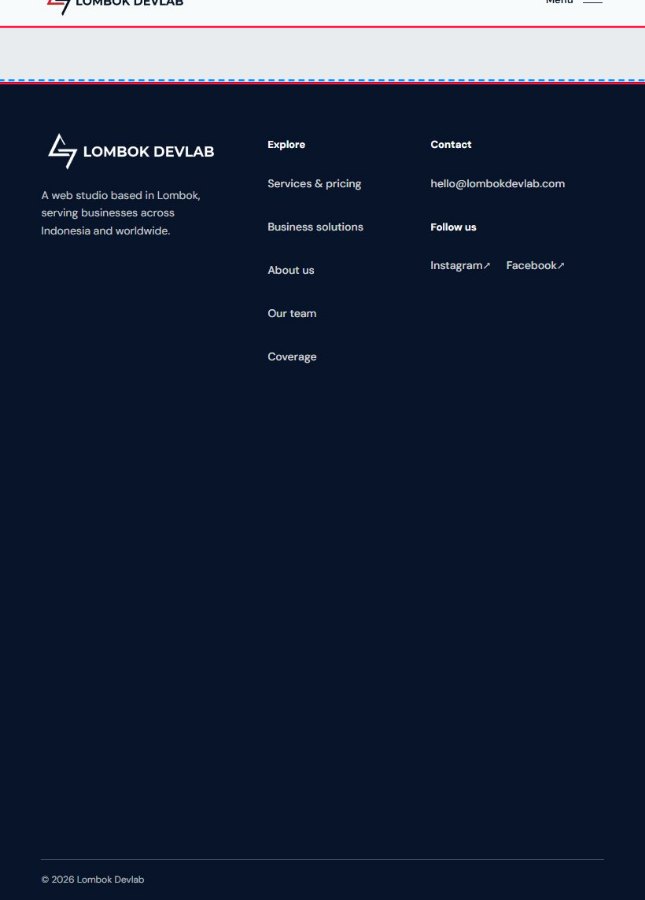 LOMBOK DEVLAB
Menu
LOMBOK DEVLAB
A web studio based in Lombok,
serving businesses across
Indonesia and worldwide.
Explore
Services & pricing
Business solutions
About us
Our team
Coverage
Contact
hello@lombokdevlab.com
Follow us
Instagram↗ Facebook↗
© 2026 Lombok Devlab